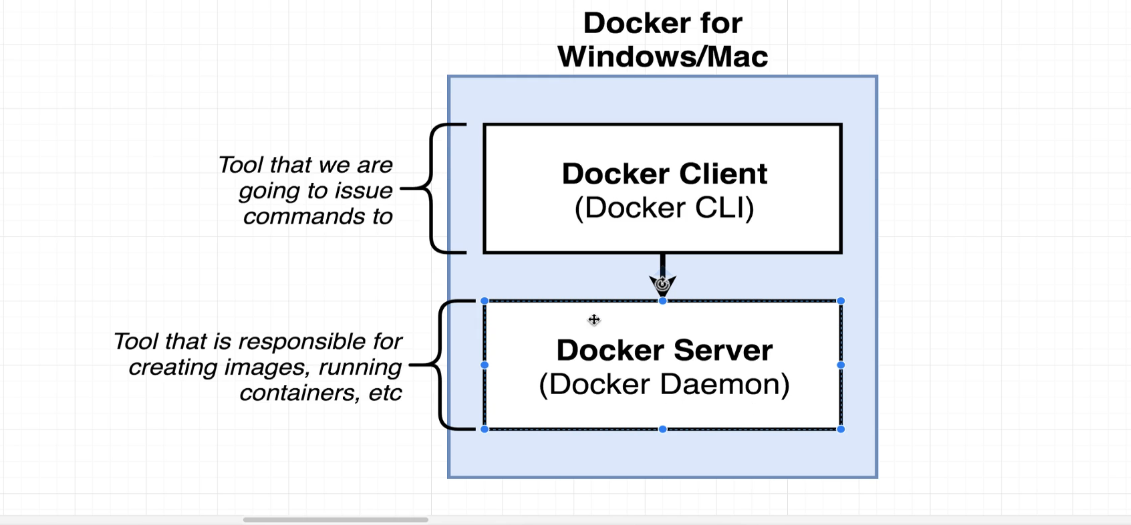 Docker for
Windows/Mac
Tool that we are
going to issue
commands to
Docker Client
(Docker CLI)
Tool that is responsible for
creating images, running
containers, etc
Docker Server
(Docker Daemon)